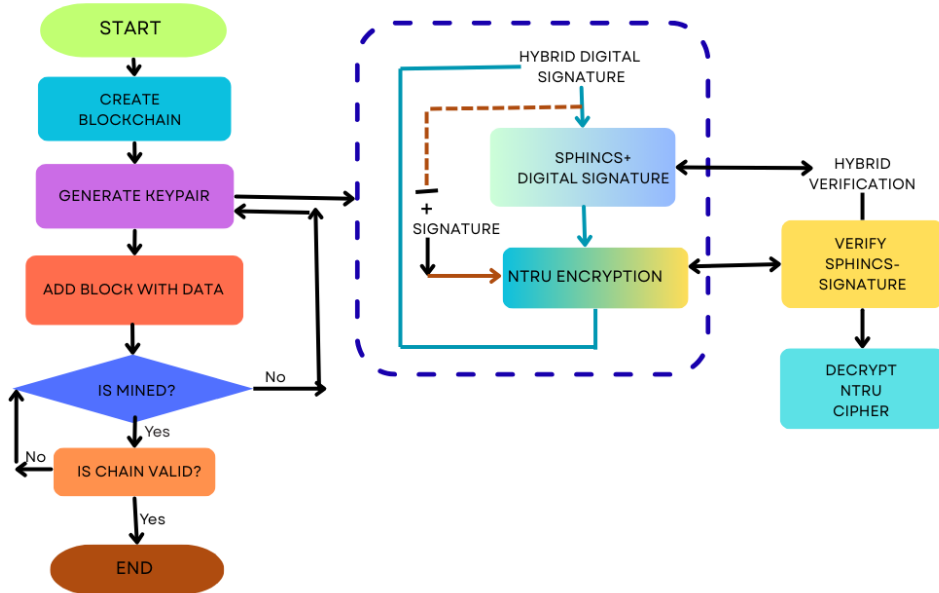 START
CREATE
BLOCKCHAIN
GENERATE KEYPAIR
ADD BLOCK WITH DATA
IS MINED?
No
Yes
IS CHAIN VALID?
No
Yes
END
HYBRID DIGITAL
SIGNATURE
SPHINCS+
DIGITAL SIGNATURE
+
SIGNATURE
NTRU ENCRYPTION
HYBRID
VERIFICATION
VERIFY
SPHINCS-
SIGNATURE
DECRYPT
NTRU
CIPHER